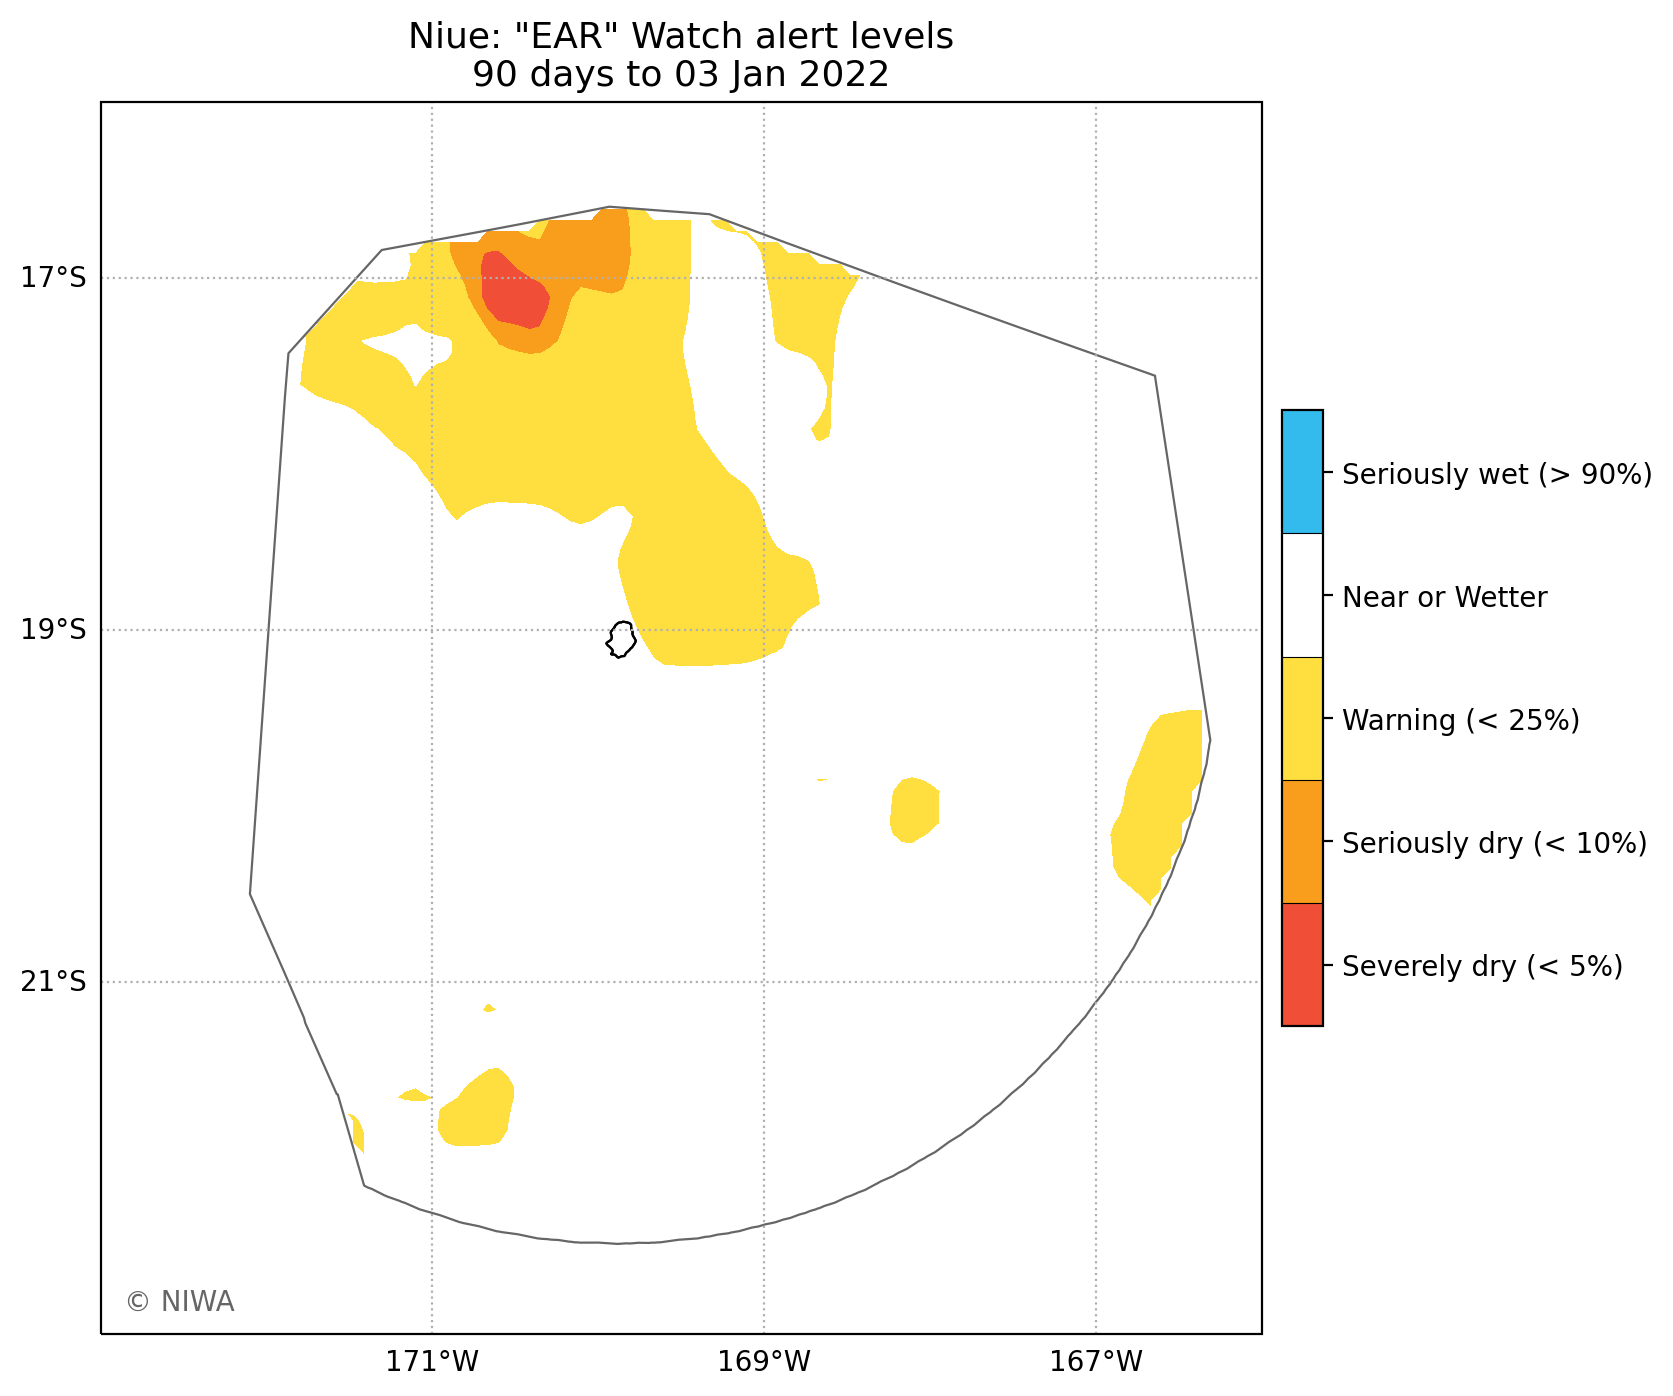 Niue: "EAR" Watch alert levels
90 days to 03 Jan 2022
17°S
19°S
21°S
171°W
169°W
167°W
Seriously wet (> 90%)
Near or Wetter
Warning (< 25%)
Seriously dry (< 10%)
Severely dry (< 5%)
© NIWA